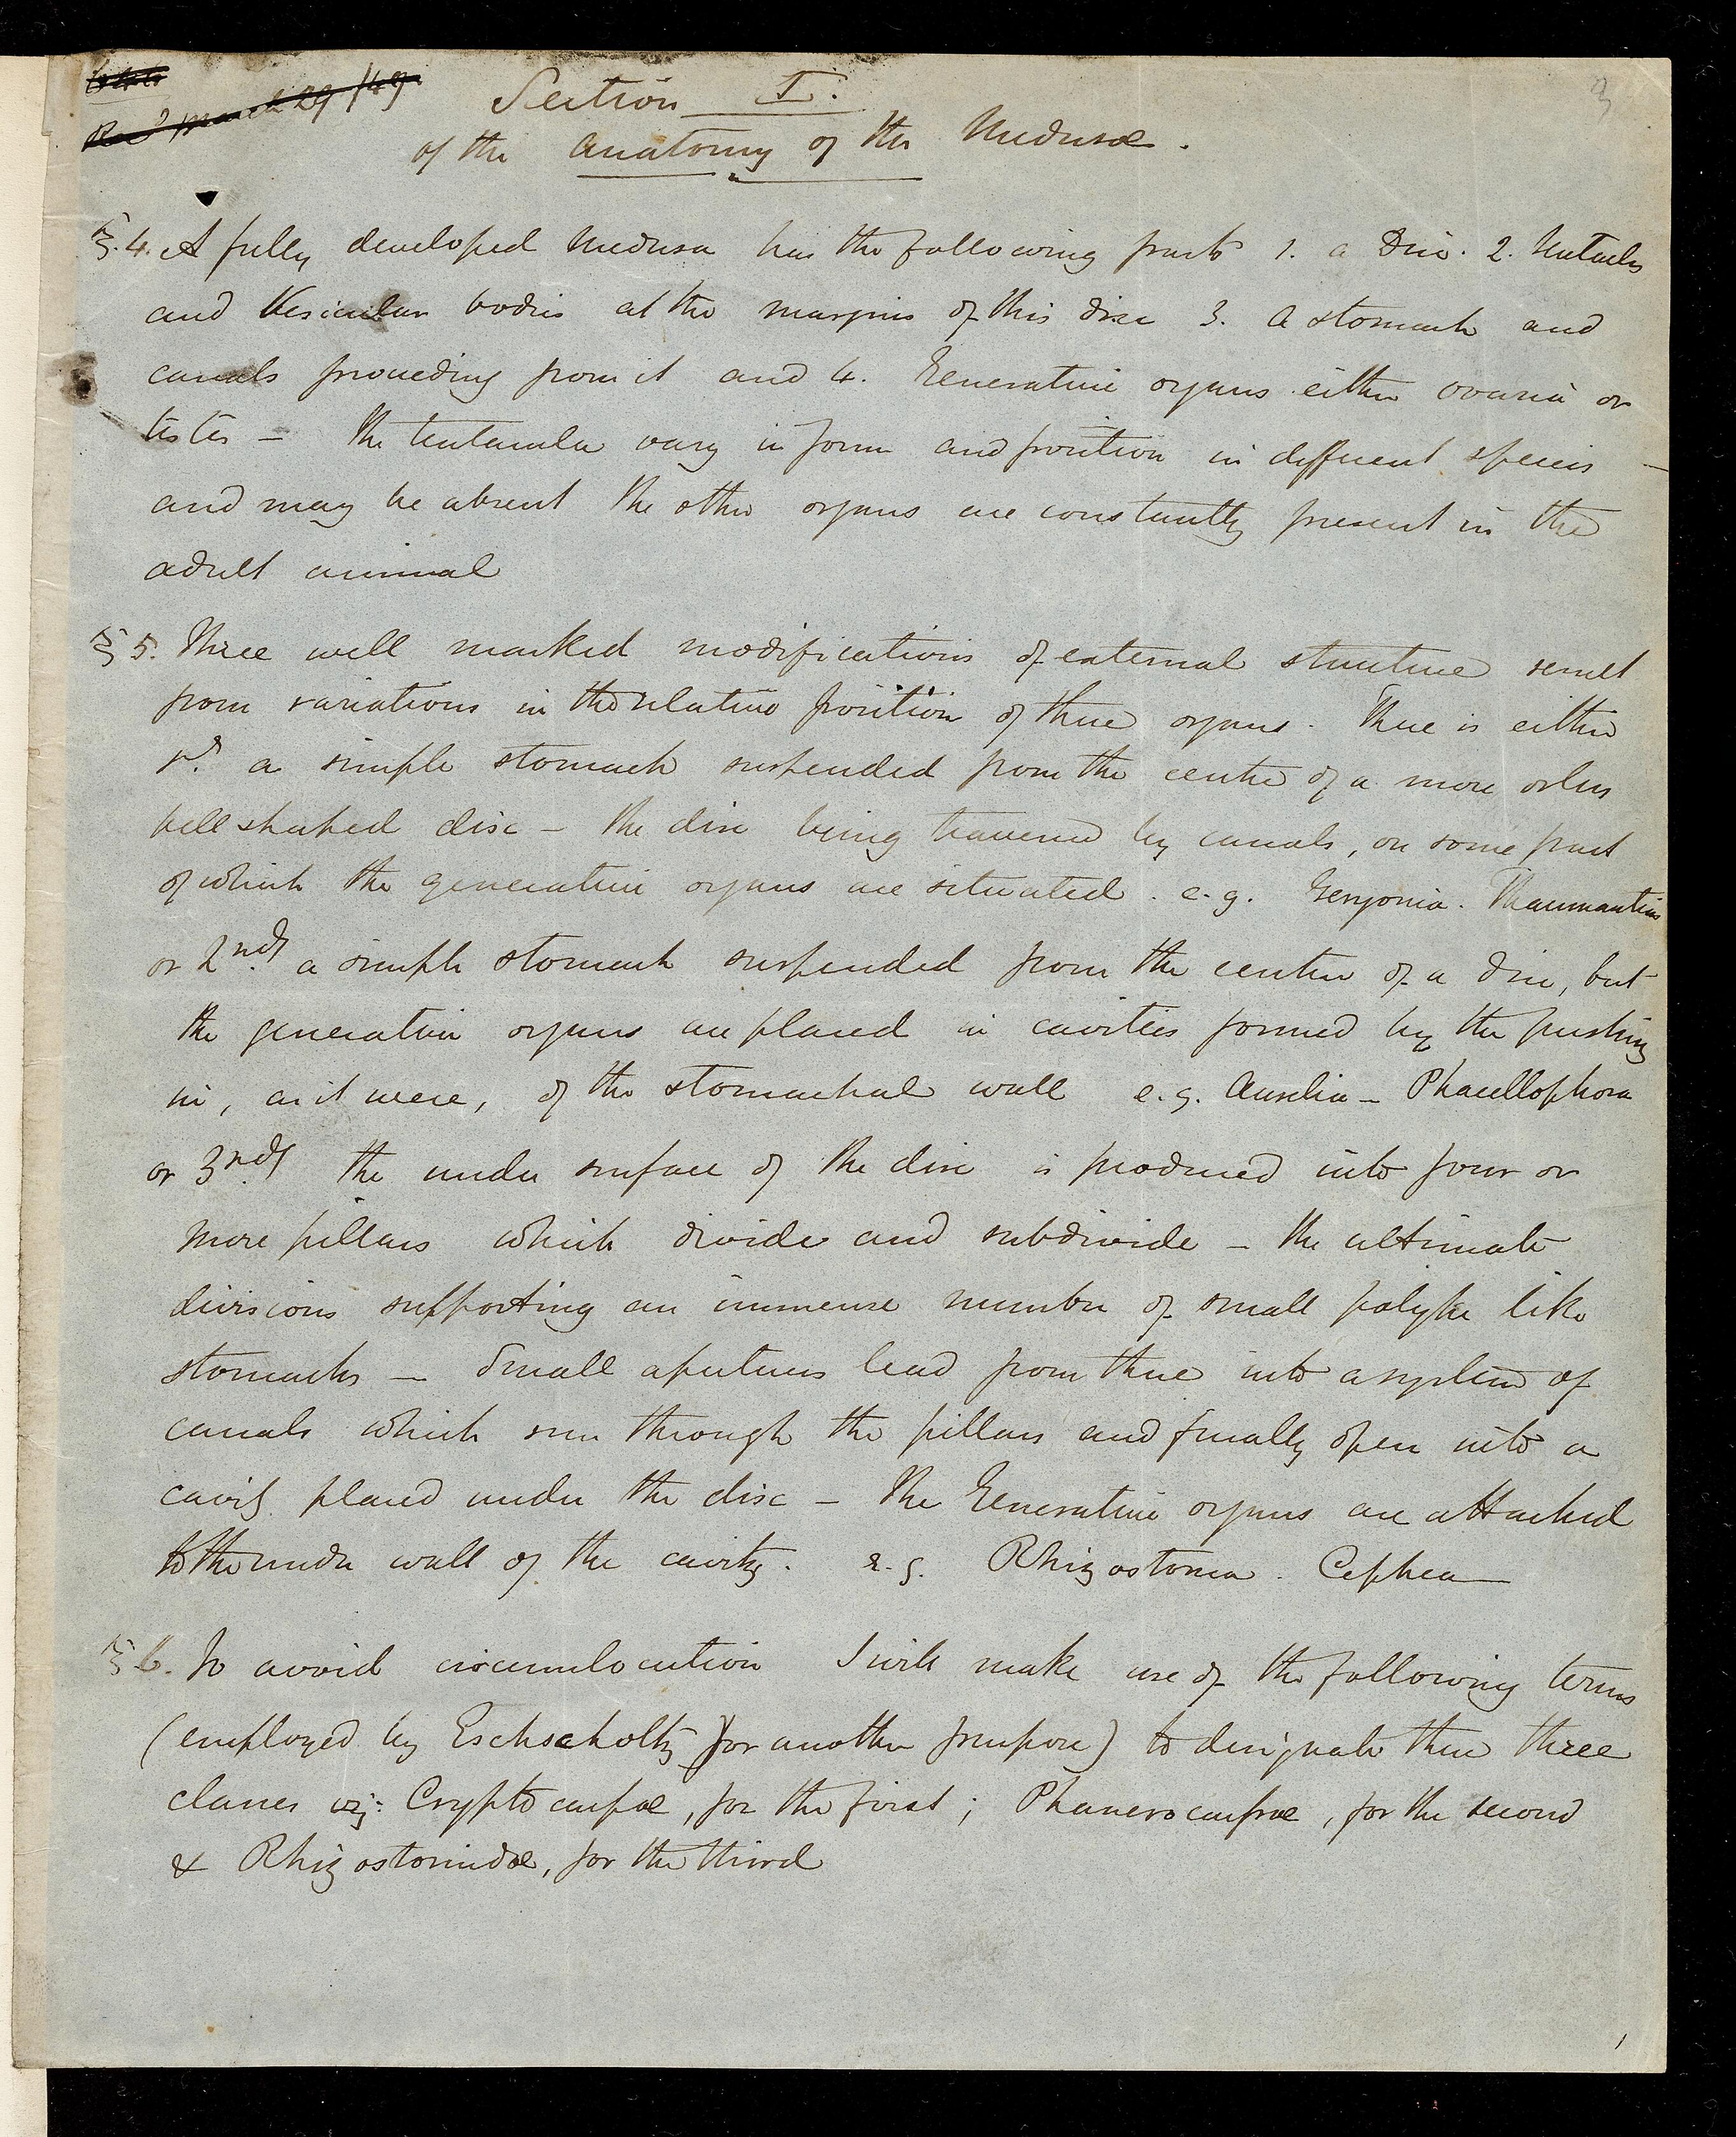 Recd March 29/49
3
Section I.
of the Anatomy of the Medusæ.
§.4. A fully developed Medusa has the following parts 1. a Disc. 2. Tentacles
and Vesicular bodies at the margins of this disc 3. A stomach and
canals proceeding from it and 4. Generative organs either ovaria or
testes – The tentacula vary in form and position in different species –
and may be absent the other organs are constantly present in the
adult animal
§ 5. Three well marked modifications of external structure result
from variations in the relative position of these organs. There is either
1st. a simple stomach suspended from the centre of a more or less
bell shaped disc – the disc being traversed by canals, on some part
of which the generative organs are situated. e.g. Geryonia. Thaumantias
or 2ndly. a simple stomach suspended from the centre of a disc, but
the generative organs are placed in cavities formed by the pushing
in, as it were, of the stomachal wall e.g. Aurelia – Phacellophora
or 3rdly. the under surface of the disc is produced into four or
more pillars which divide and subdivide – the ultimate
divisions supporting an immense number of small polype like
stomachs – Small apertures lead from these into a system of
canals which run through the pillars and finally open into a
cavity placed under the disc – The Generative organs are attached
to the under wall of the cavity. e.g. Rhizostoma. Cephea
§ 6. To avoid circumlocution I will make use of the following terms
(employed by Eschscholtz for another purpose) to designate these three
classes viz: Cryptocarpæ, for the first; Phanerocarpæ, for the second
& Rhizostomidæ, for the third